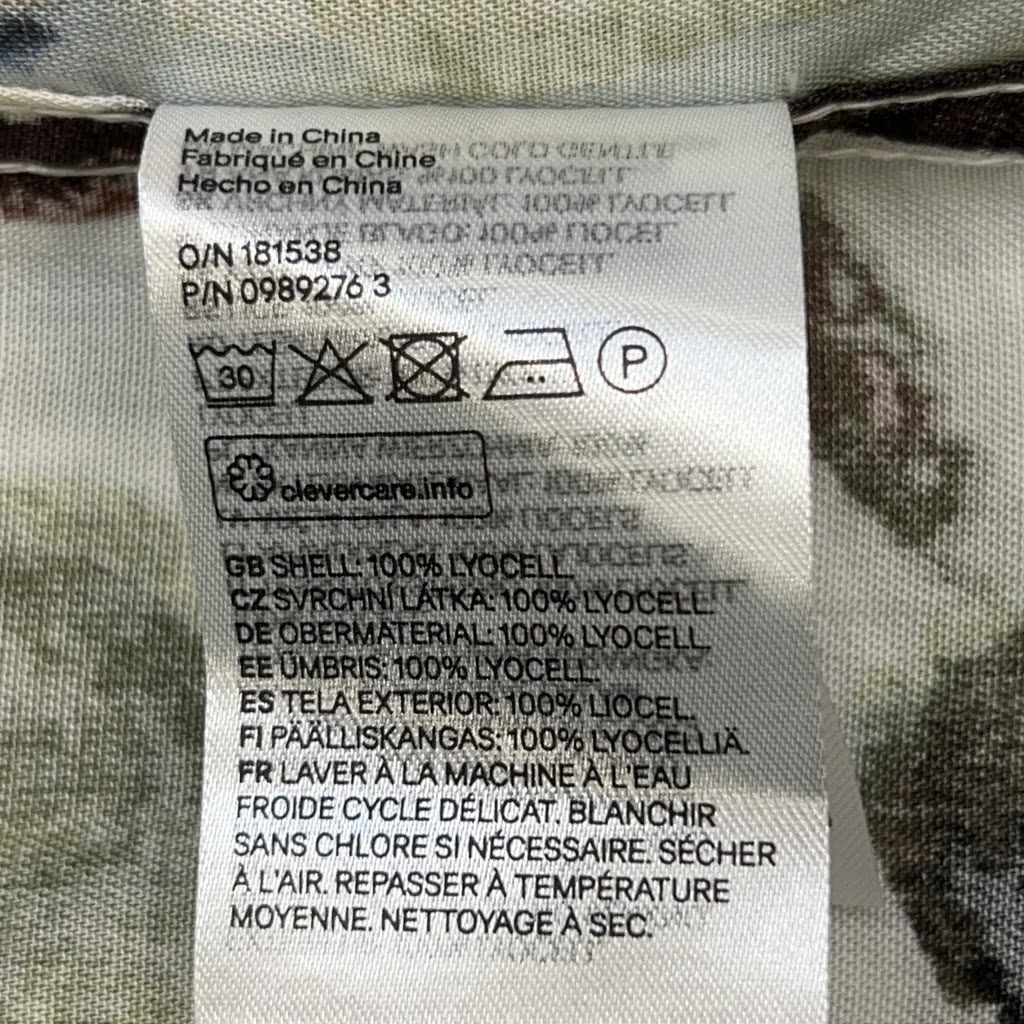 Made in China
Fabriqué en Chine
Hecho en China
O/N 181538
P/N 0989276 3
30
P
clevercare.info
GB SHELL: 100% LYOCELL
CZ SVRCHNÍ LÁTKA: 100% LYOCELL
DE OBERMATERIAL: 100% LYOCELL
EE ÜMBRIS: 100% LYOCELL
ES TELA EXTERIOR: 100% LIOCEL
FI PÄÄLLISKANGAS: 100% LYOCELLIÄ
FR LAVER À LA MACHINE À L'EAU
FROIDE CYCLE DÉLICAT. BLANCHIR
SANS CHLORE SI NÉCESSAIRE. SÉCHER
À L'AIR. REPASSER À TEMPÉRATURE
MOYENNE. NETTOYAGE À SEC.